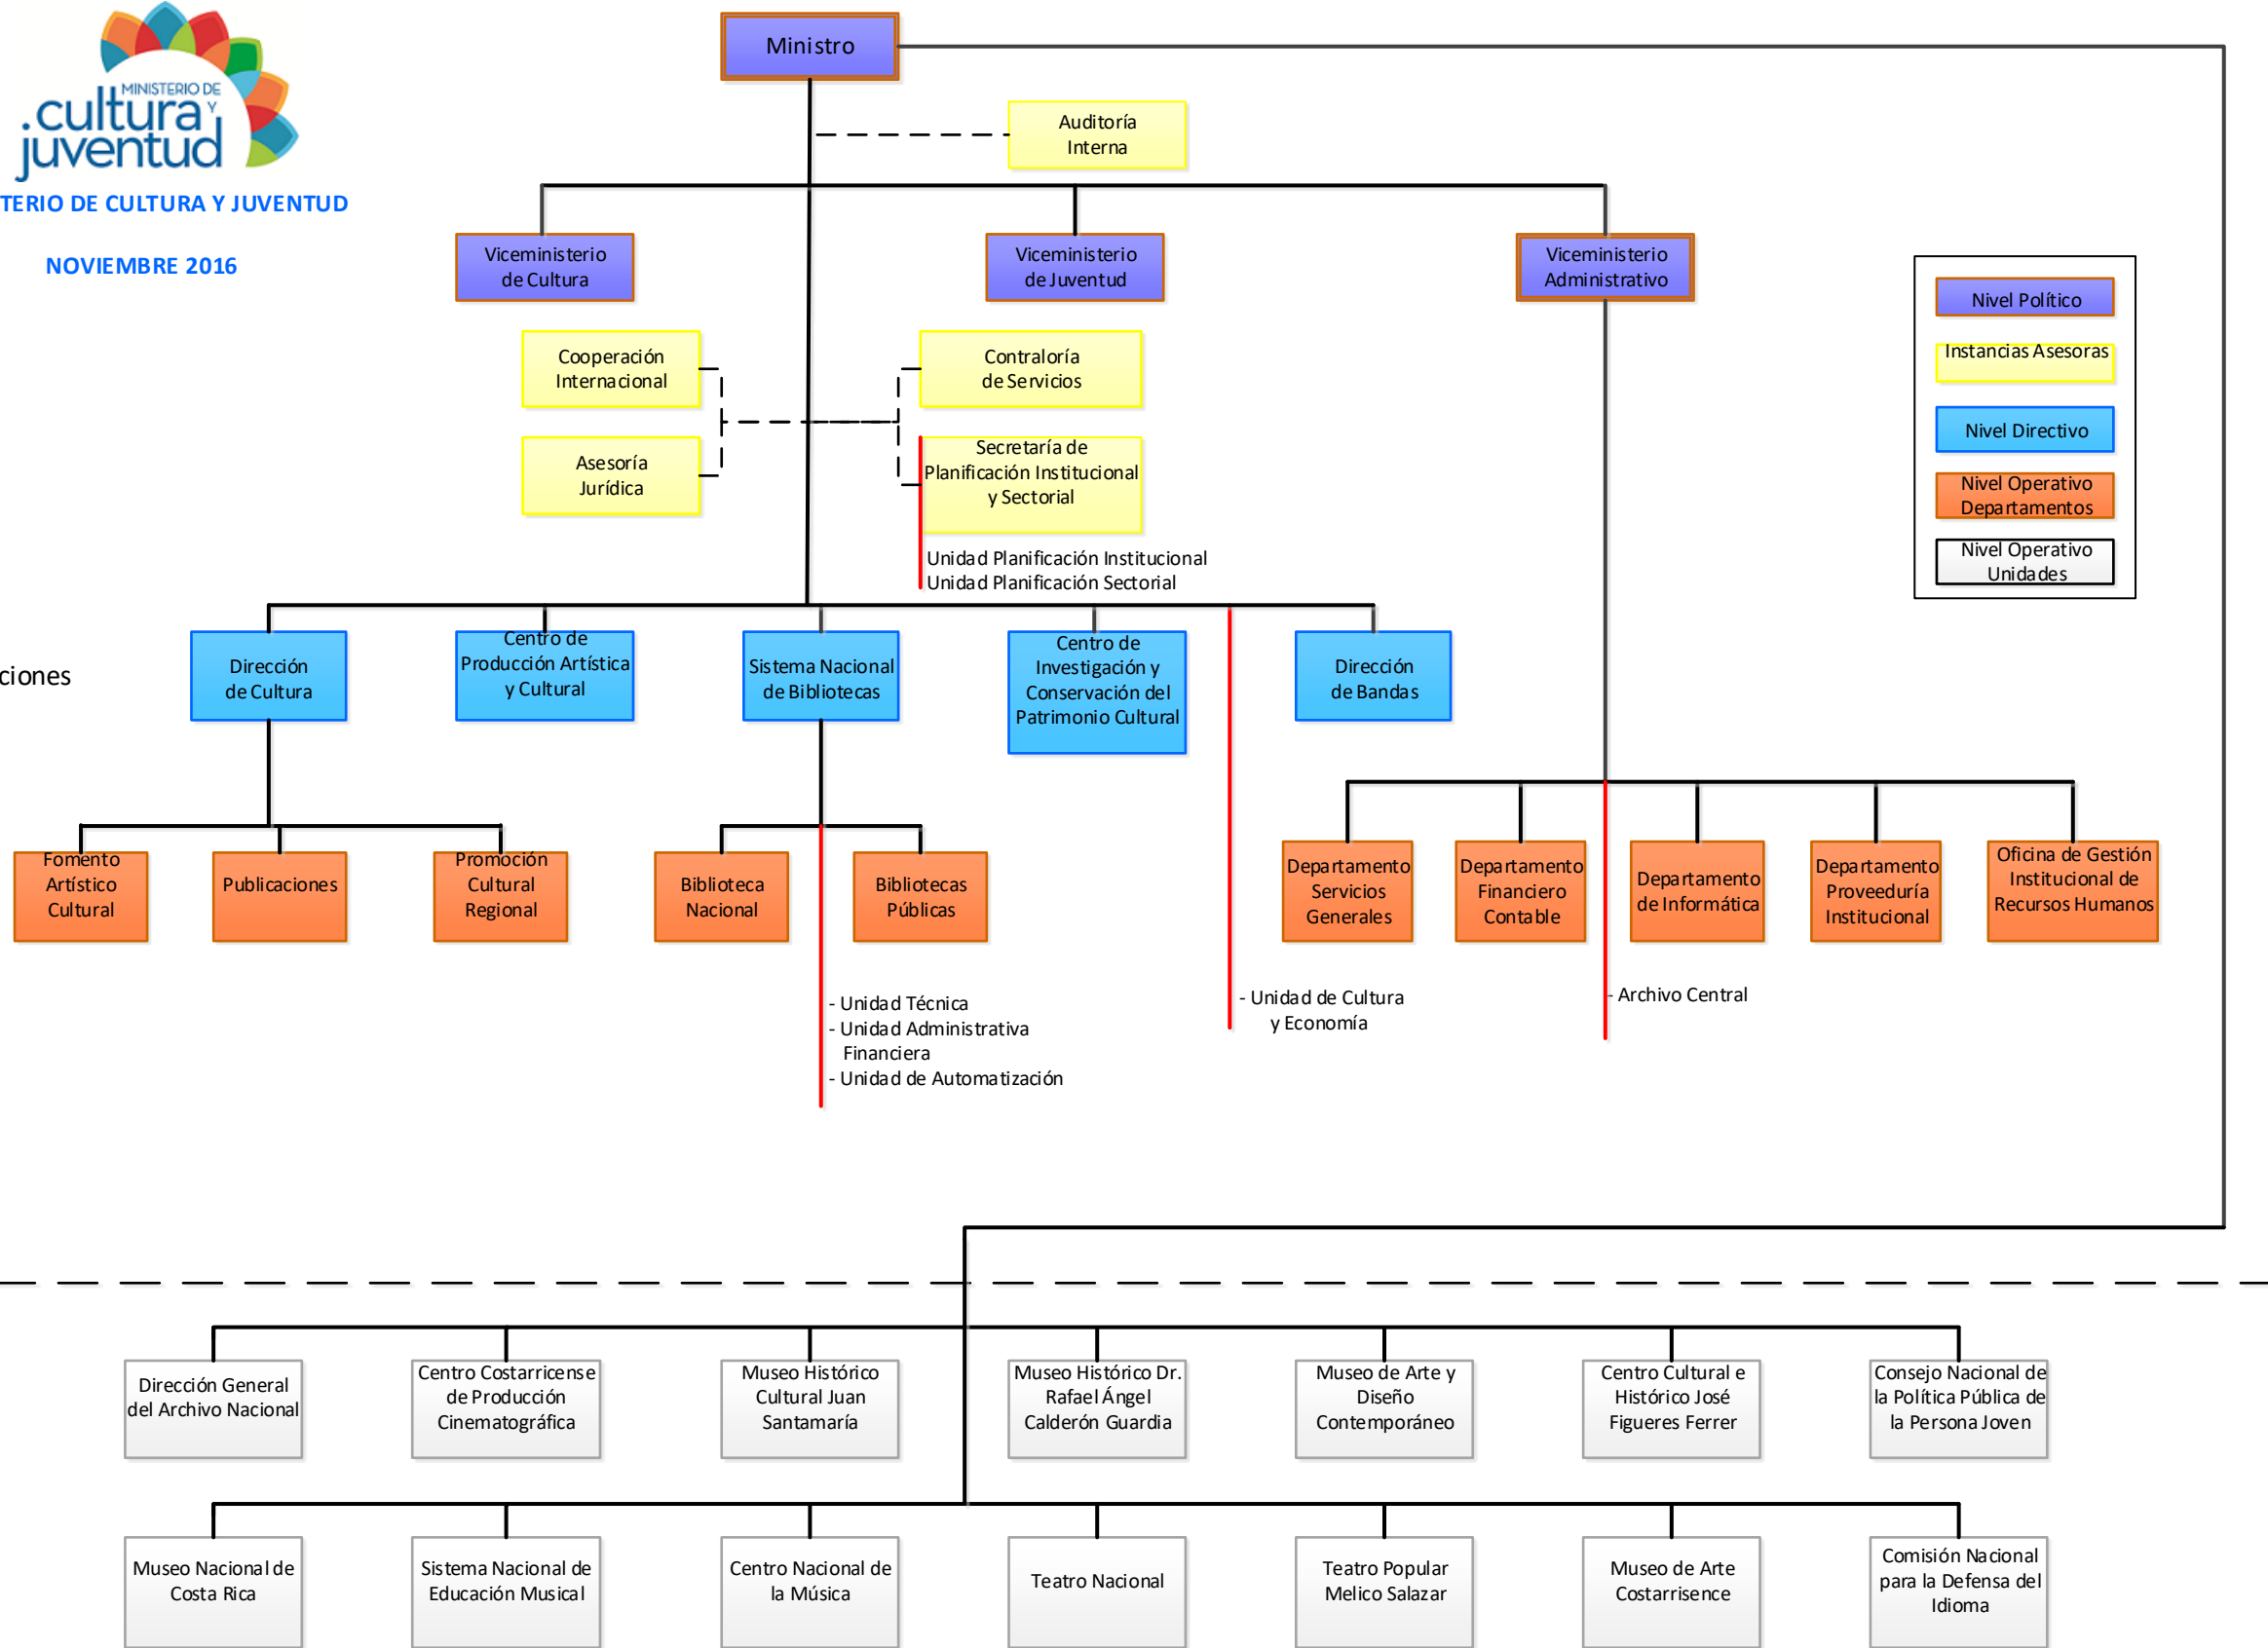 Ministro
MINISTERIO DE
cultura Y
juventud
Auditoría
Interna
TERIO DE CULTURA Y JUVENTUD
NOVIEMBRE 2016
Viceministerio
de Cultura
Viceministerio
de Juventud
Viceministerio
Administrativo
Nivel Político
Instancias Asesoras
Nivel Directivo
Nivel Operativo
Departamentos
Nivel Operativo
Unidades
Cooperación
Internacional
Contraloría
de Servicios
Asesoría
Jurídica
Secretaría de
Planificación Institucional
y Sectorial
Unidad Planificación Institucional
Unidad Planificación Sectorial
ciones
Dirección
de Cultura
Centro de
Producción Artística
y Cultural
Sistema Nacional
de Bibliotecas
Centro de
Investigación y
Conservación del
Patrimonio Cultural
Dirección
de Bandas
Fomento
Artístico
Cultural
Publicaciones
Promoción
Cultural
Regional
Biblioteca
Nacional
Bibliotecas
Públicas
Departamento
Servicios
Generales
Departamento
Financiero
Contable
Departamento
de Informática
Departamento
Proveeduría
Institucional
Oficina de Gestión
Institucional de
Recursos Humanos
- Unidad Técnica
- Unidad Administrativa
Financiera
- Unidad de Automatización
- Unidad de Cultura
y Economía
- Archivo Central
Dirección General
del Archivo Nacional
Centro Costarricense
de Producción
Cinematográfica
Museo Histórico
Cultural Juan
Santamaría
Museo Histórico Dr.
Rafael Ángel
Calderón Guardia
Museo de Arte y
Diseño
Contemporáneo
Centro Cultural e
Histórico José
Figueres Ferrer
Consejo Nacional de
la Política Pública de
la Persona Joven
Museo Nacional de
Costa Rica
Sistema Nacional de
Educación Musical
Centro Nacional de
la Música
Teatro Nacional
Teatro Popular
Melico Salazar
Museo de Arte
Costarrisence
Comisión Nacional
para la Defensa del
Idioma